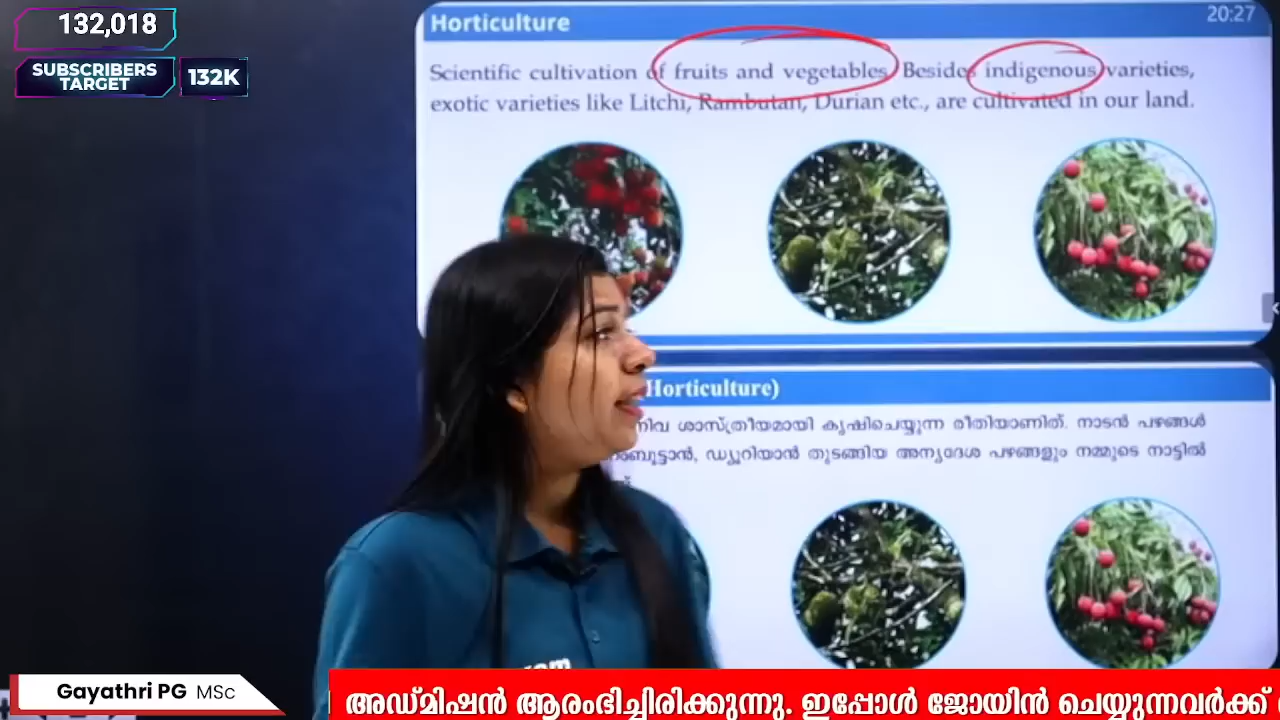 132,018
SUBSCRIBERS
TARGET
132K
Horticulture
20:27
Scientific cultivation of fruits and vegetables. Besides indigenous varieties,
exotic varieties like Litchi, Rambutan, Durian etc., are cultivated in our land.
Horticulture)
ശാസ്ത്രീയമായി കൃഷിചെയ്യുന്ന രീതിയാണിത്. നാടൻ പഴങ്ങൾ
ഡ്യൂറിയാൻ തുടങ്ങിയ അന്യദേശ പഴങ്ങളും നമ്മുടെ നാട്ടിൽ
Gayathri PG MSc
അഡ്മിഷൻ ആരംഭിച്ചിരിക്കുന്നു. ഇപ്പോൾ ജോയിൻ ചെയ്യുന്നവർക്ക്